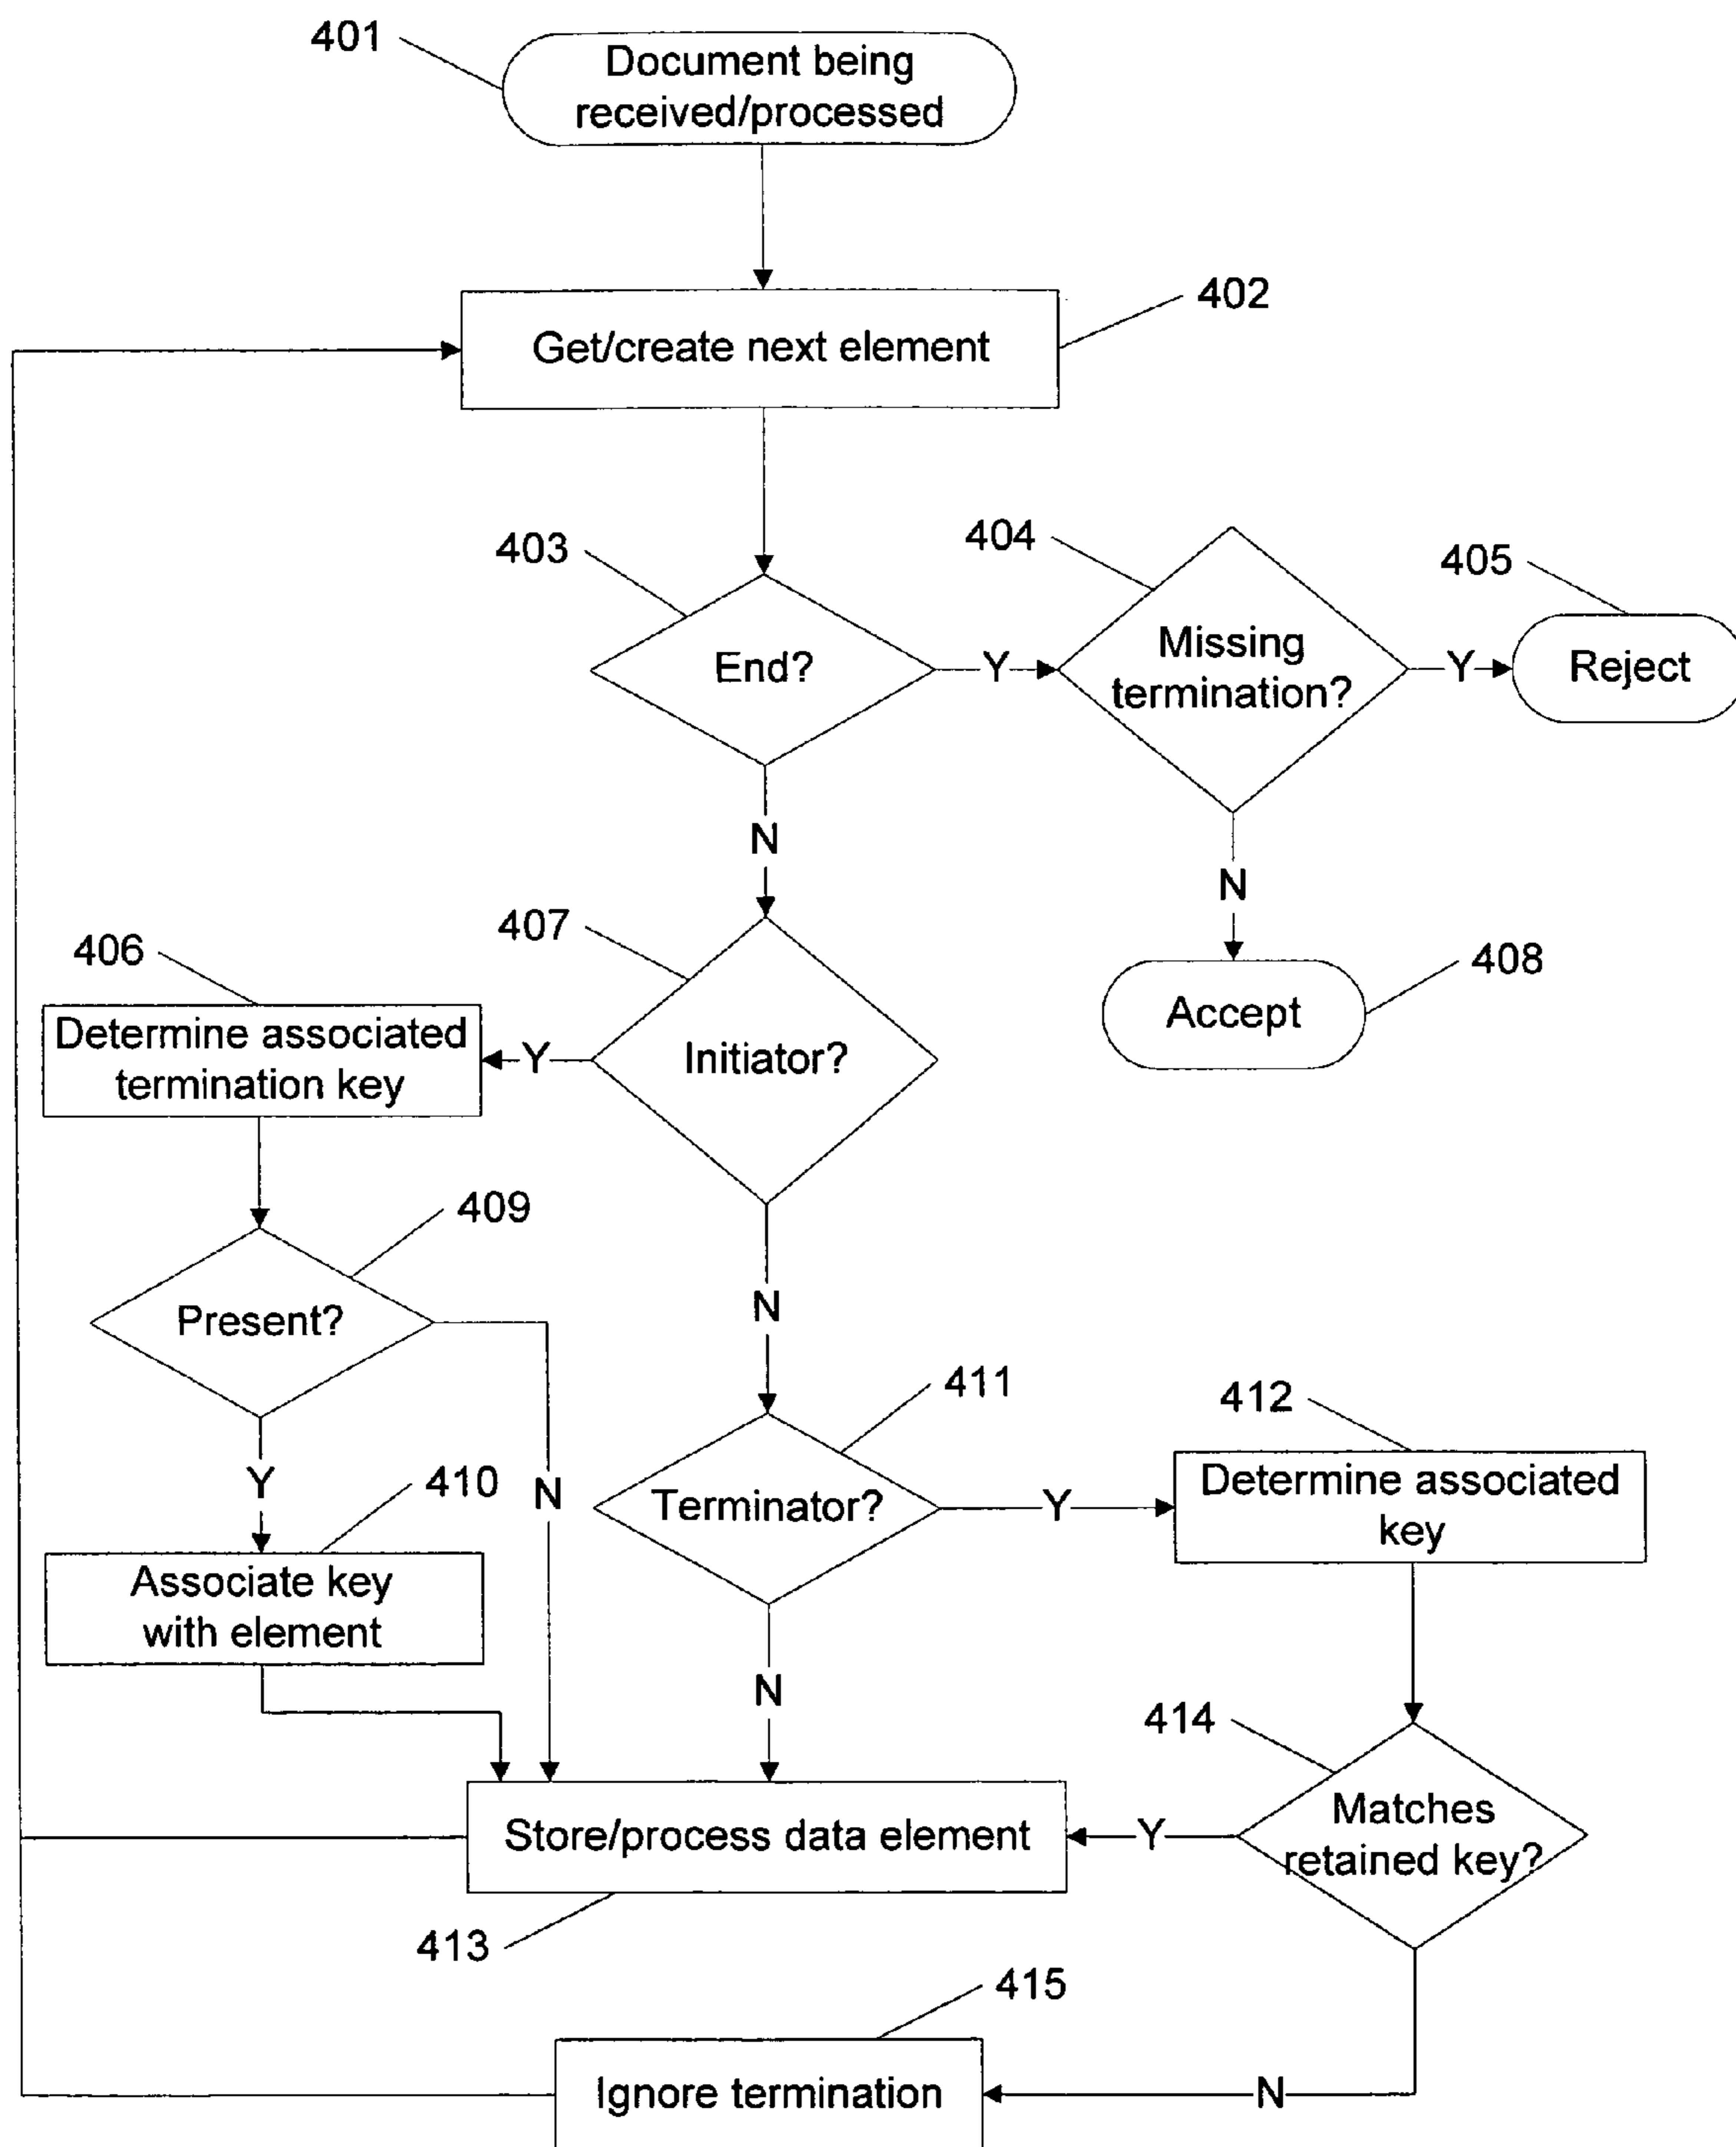 401
Document being
received/processed
402
Get/create next element
403
404
405
End?
Y
Missing
termination?
Y
Reject
N
N
407
406
408
Accept
Determine associated
termination key
Y
Initiator?
409
Present?
N
411
412
Y
410
N
Terminator?
Y
Determine associated
key
Associate key
with element
N
414
Store/process data element
Y
Matches
retained key?
413
415
Ignore termination
N